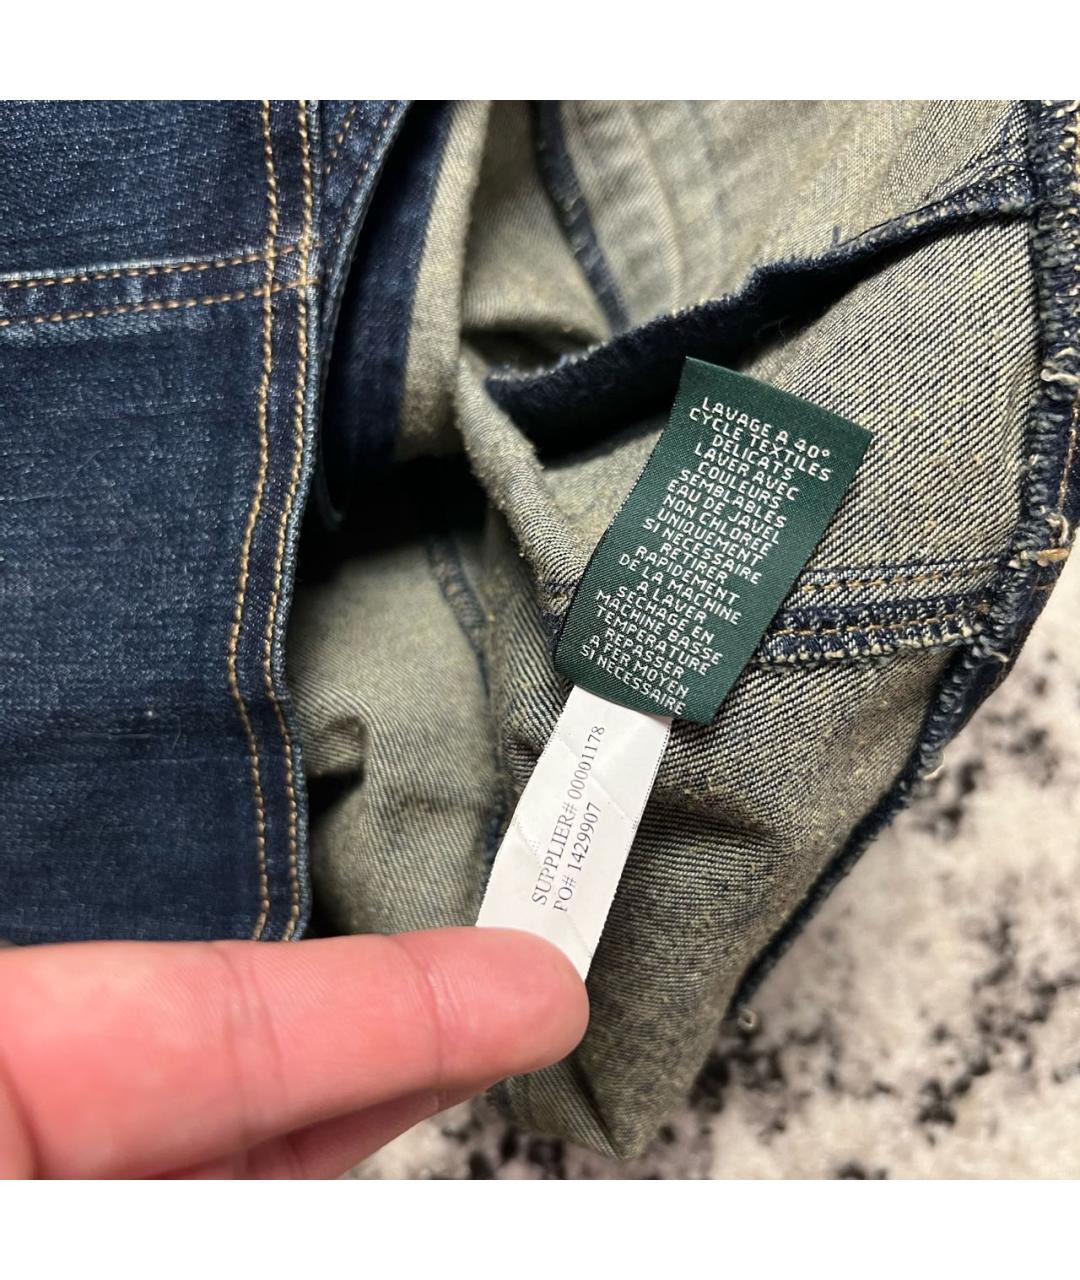 LAVAGE A 40°
CYCLE TEXTILES
DELICATS
LAVER AVEC
COULEURS
SEMBLABLES
EAU DE JAVEL
NON CHLOREE
UNIQUEMENT
SI NECESSAIRE
RETIRER
RAPIDEMENT
DE LA MACHINE
A LAVER
SECHAGE EN
MACHINE BASSE
TEMPERATURE
REPASSER
A FER MOYEN
SI NECESSAIRE
SUPPLIER# 00001178
PO# 1429907